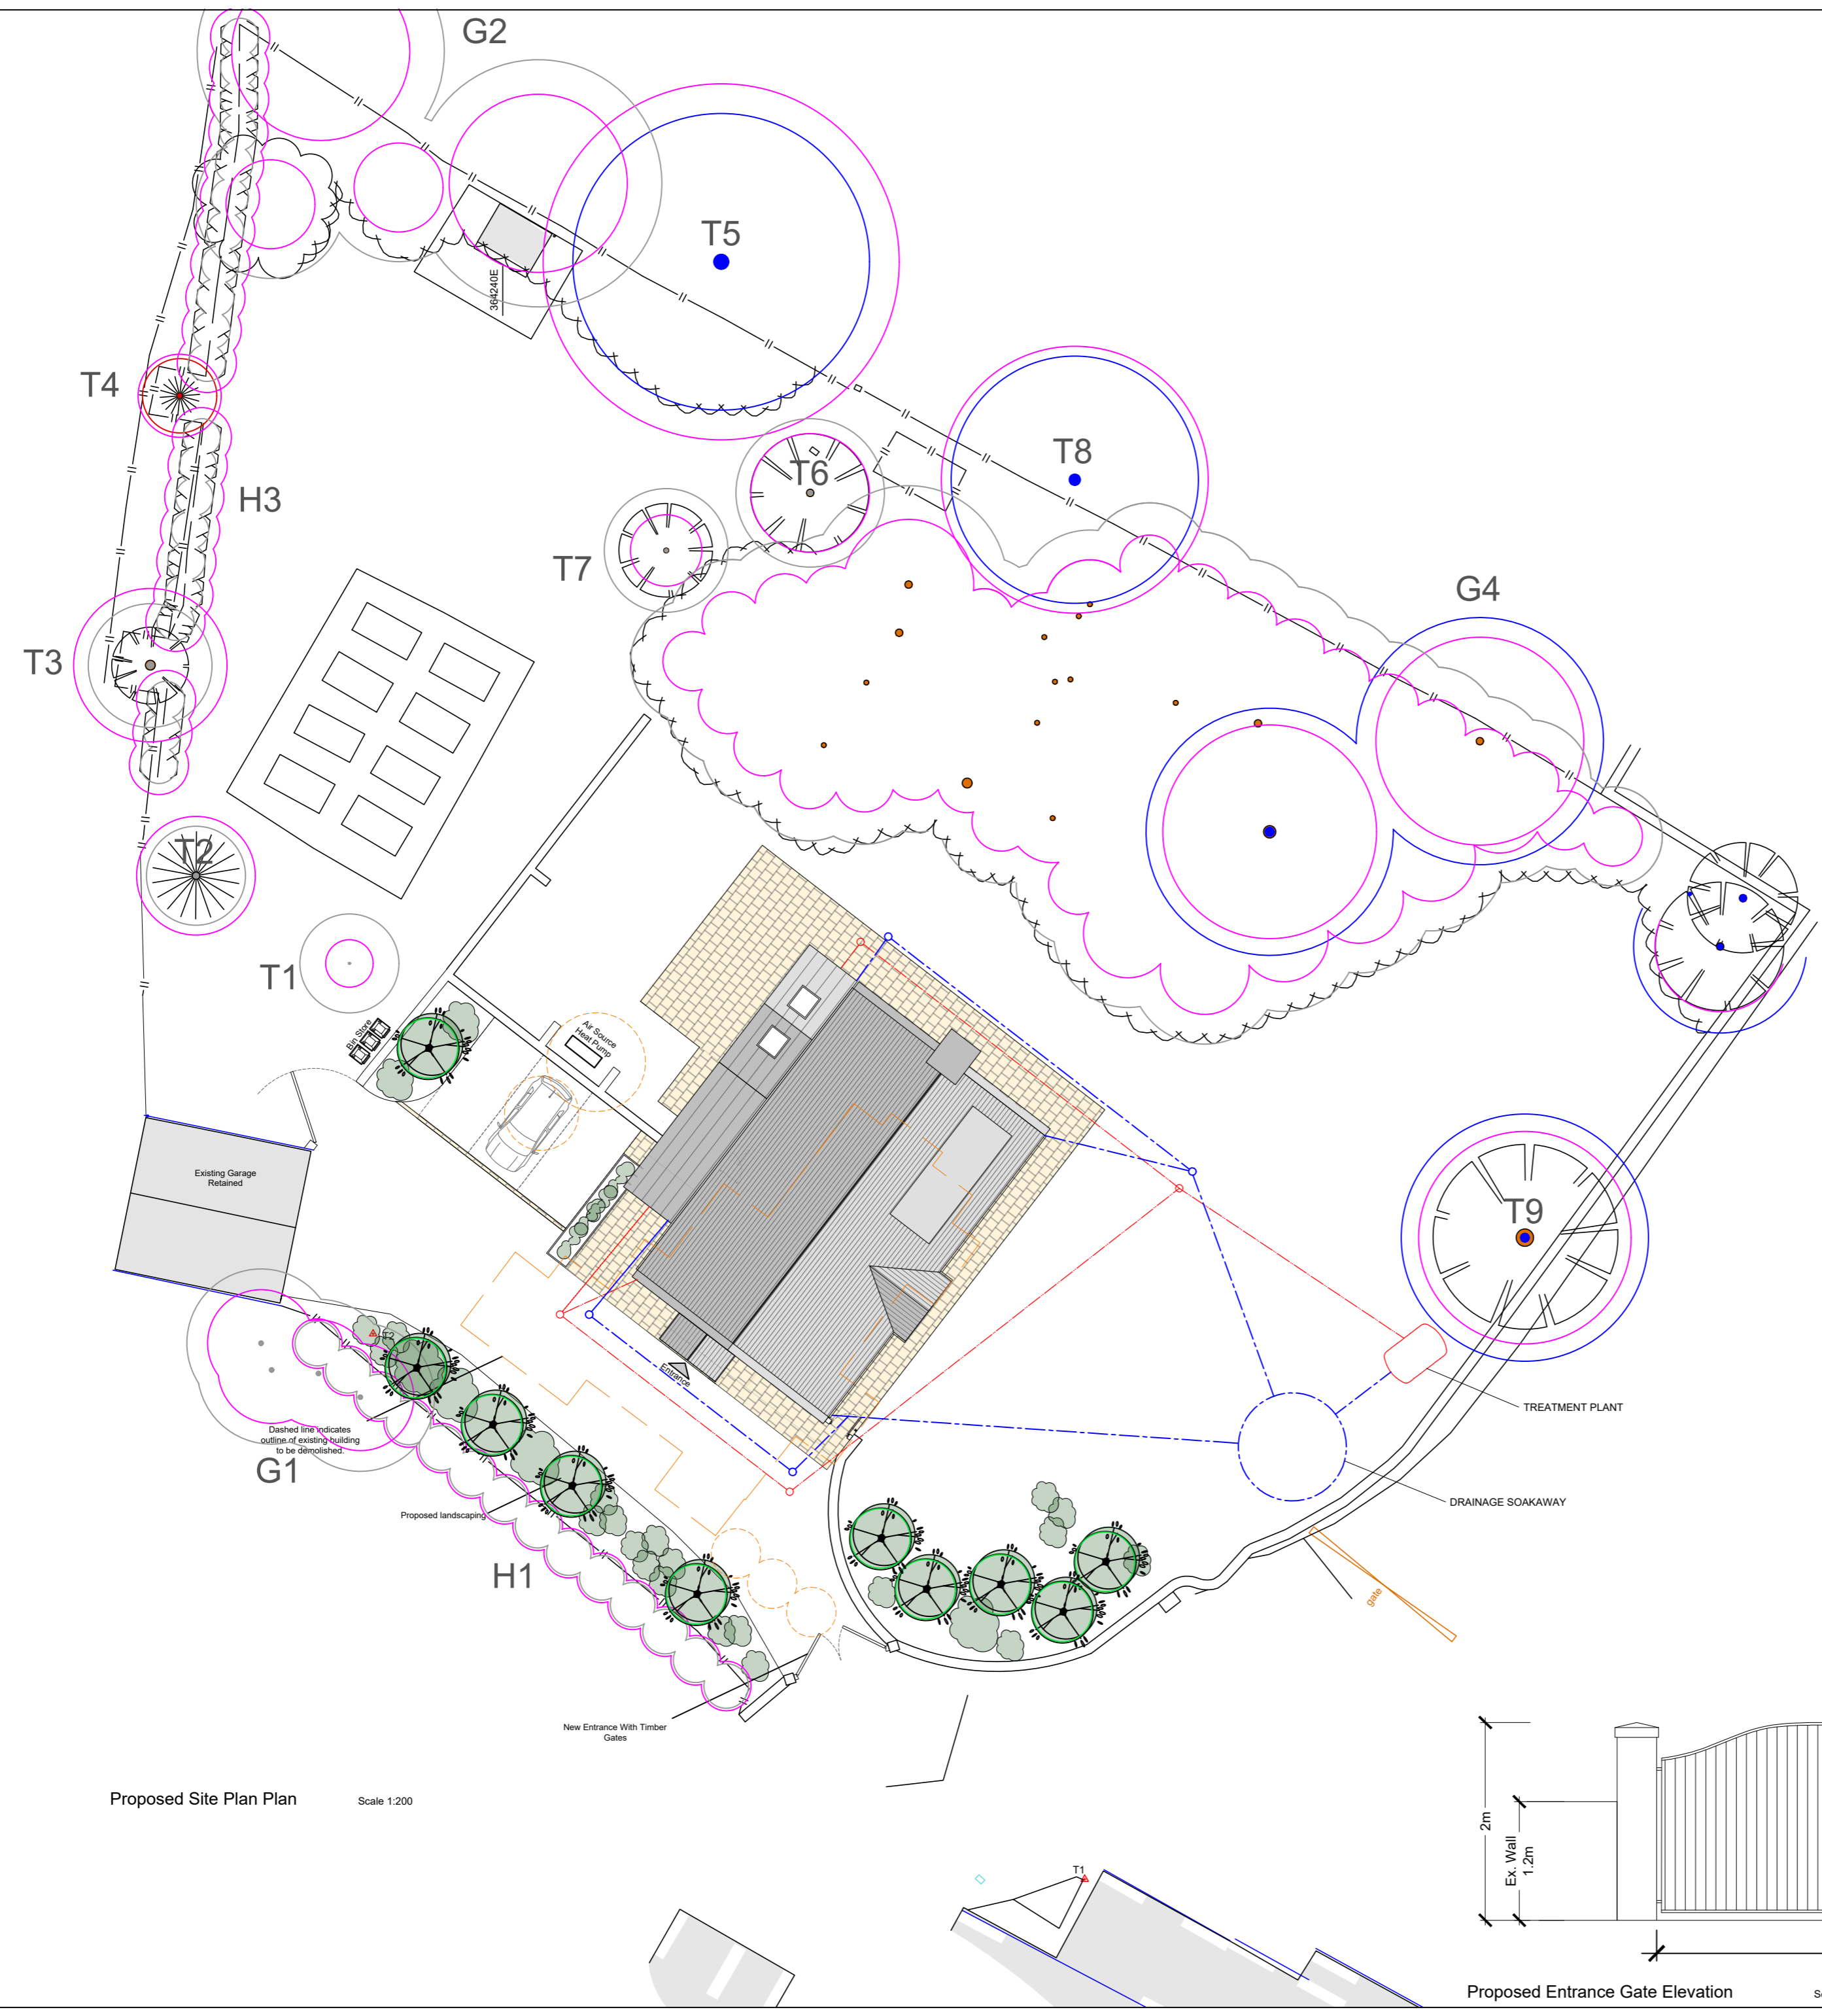 G2
T5
364240E
T4
T8
T6
H3
T7
G4
T3
T2
T1
Bin Store
Air Source
Heat Pump
Existing Garage
Retained
T9
T2
Entrance
TREATMENT PLANT
Dashed line indicates
outline of existing building
to be demolished.
G1
DRAINAGE SOAKAWAY
Proposed landscaping
H1
gate
New Entrance With Timber
Gates
Proposed Site Plan Plan
Scale 1:200
2m
Ex. Wall
1.2m
T1
Proposed Entrance Gate Elevation